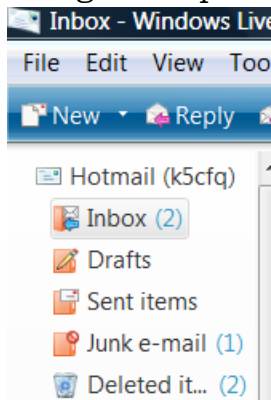 Inbox - Windows Live
File Edit View Too
New Reply
Hotmail (k5cfq)
Inbox (2)
Drafts
Sent items
Junk e-mail (1)
Deleted it... (2)